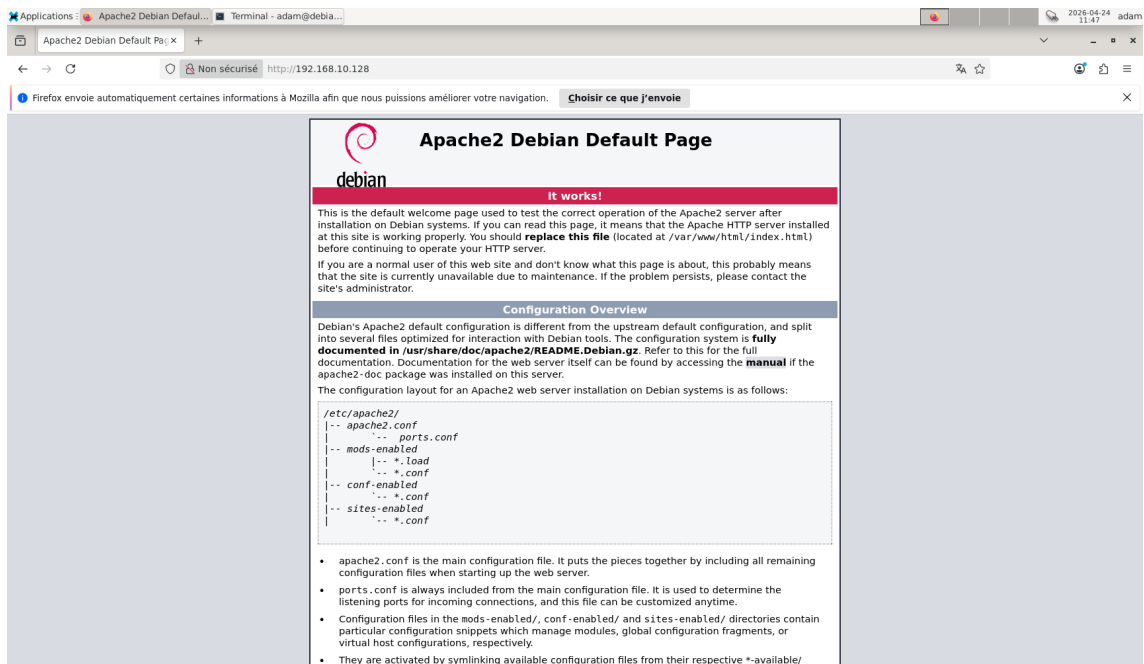 Applications
Apache2 Debian Defaul...
Terminal - adam@debia...
2026-04-24
11:47
adam
Apache2 Debian Default Pag
Non sécurisé
http://192.168.10.128
Firefox envoie automatiquement certaines informations à Mozilla afin que nous puissions améliorer votre navigation.
Choisir ce que j’envoie
Apache2 Debian Default Page
debian
It works!
This is the default welcome page used to test the correct operation of the Apache2 server after
installation on Debian systems. If you can read this page, it means that the Apache HTTP server installed
at this site is working properly. You should replace this file (located at /var/www/html/index.html)
before continuing to operate your HTTP server.
If you are a normal user of this web site and don't know what this page is about, this probably means
that the site is currently unavailable due to maintenance. If the problem persists, please contact the
site's administrator.
Configuration Overview
Debian's Apache2 default configuration is different from the upstream default configuration, and split
into several files optimized for interaction with Debian tools. The configuration system is fully
documented in /usr/share/doc/apache2/README.Debian.gz. Refer to this for the full
documentation. Documentation for the web server itself can be found by accessing the manual if the
apache2-doc package was installed on this server.
The configuration layout for an Apache2 web server installation on Debian systems is as follows:
/etc/apache2/
|-- apache2.conf
|       `--  ports.conf
|-- mods-enabled
|       |-- *.load
|       `-- *.conf
|-- conf-enabled
|       `-- *.conf
|-- sites-enabled
|       `-- *.conf
• apache2.conf is the main configuration file. It puts the pieces together by including all remaining
configuration files when starting up the web server.
• ports.conf is always included from the main configuration file. It is used to determine the
listening ports for incoming connections, and this file can be customized anytime.
• Configuration files in the mods-enabled/, conf-enabled/ and sites-enabled/ directories contain
particular configuration snippets which manage modules, global configuration fragments, or
virtual host configurations, respectively.
• They are activated by symlinking available configuration files from their respective *-available/